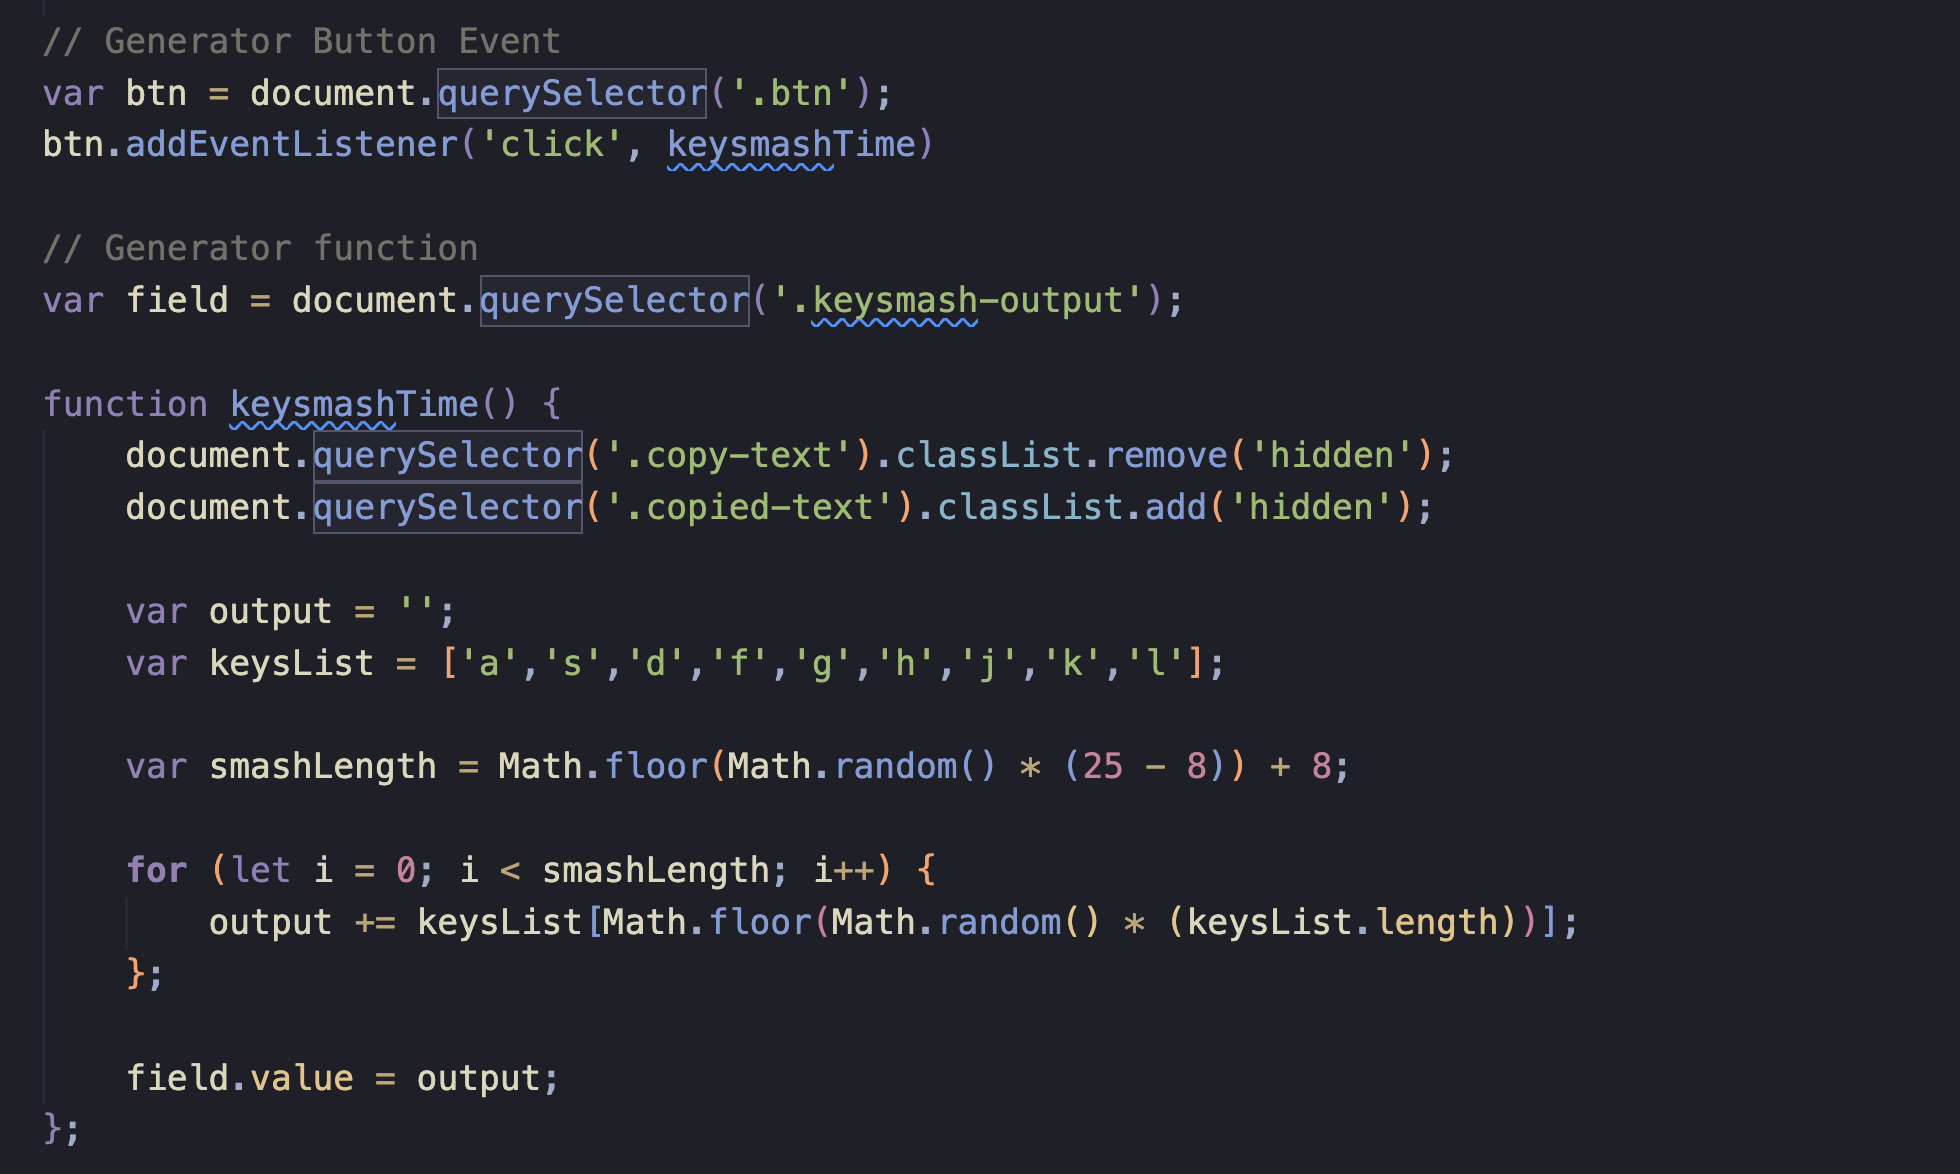 // Generator Button Event
var btn = document.querySelector('.btn');
btn.addEventListener('click', keysmashTime)
// Generator function
var field = document.querySelector('.keysmash-output');
function keysmashTime() {
document.querySelector('.copy-text').classList.remove('hidden');
document.querySelector('.copied-text').classList.add('hidden');
var output = '';
var keysList = ['a','s','d','f','g','h','j','k','l'];
var smashLength = Math.floor(Math.random() * (25 - 8)) + 8;
for (let i = 0; i < smashLength; i++) {
output += keysList[Math.floor(Math.random() * (keysList.length))];
};
field.value = output;
};